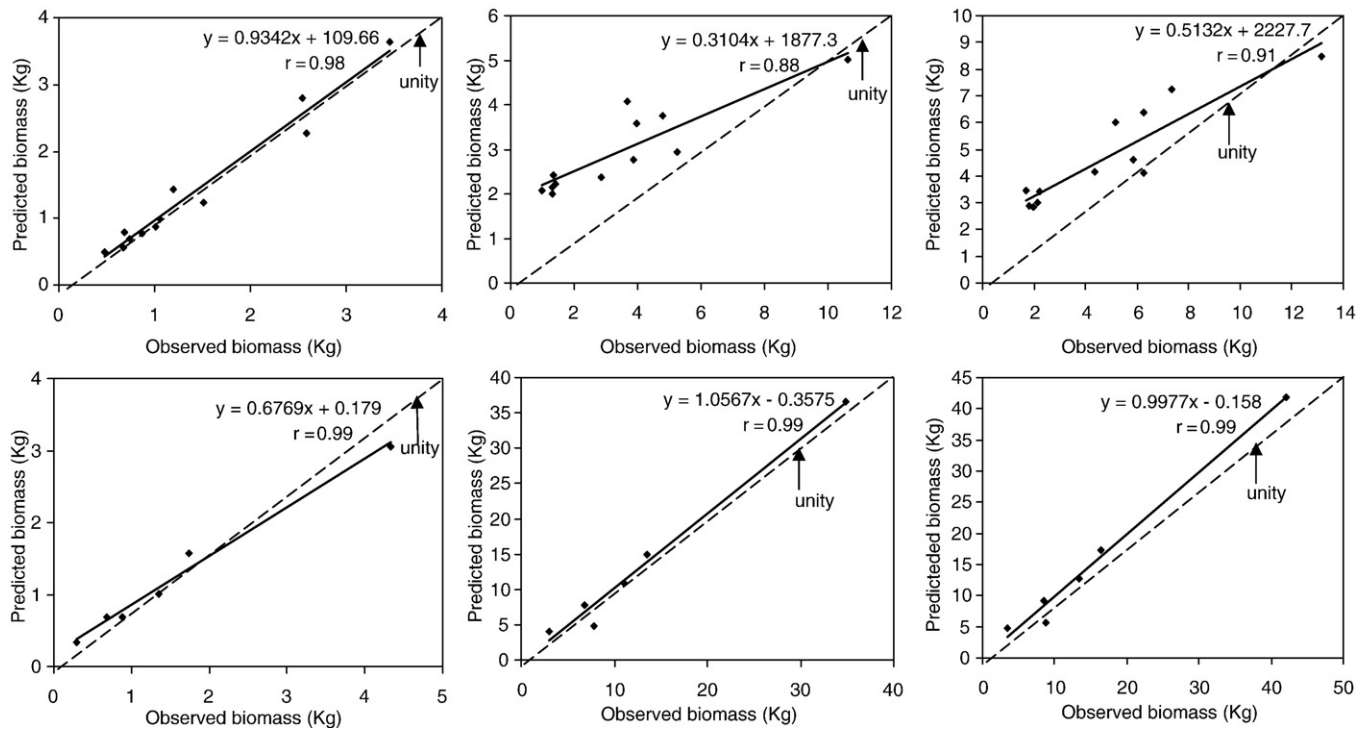 4
3
2
1
0
Predicted biomass (Kg)
y = 0.9342x + 109.66
r = 0.98
unity
0 1 2 3 4
Observed biomass (Kg)
6
5
4
3
2
1
0
Predicted biomass (Kg)
y = 0.3104x + 1877.3
r = 0.88
unity
0 2 4 6 8 10 12
Observed biomass (Kg)
10
9
8
7
6
5
4
3
2
1
0
Predicted biomass (Kg)
y = 0.5132x + 2227.7
r = 0.91
unity
0 2 4 6 8 10 12 14
Observed biomass (Kg)
4
3
2
1
0
Predicted biomass (Kg)
y = 0.6769x + 0.179
r = 0.99
unity
0 1 2 3 4 5
Observed biomass (Kg)
40
35
30
25
20
15
10
5
0
Predicted biomass (Kg)
y = 1.0567x - 0.3575
r = 0.99
unity
0 10 20 30 40
Observed biomass (Kg)
45
40
35
30
25
20
15
10
5
0
Predicteded biomass (Kg)
y = 0.9977x - 0.158
r = 0.99
unity
0 10 20 30 40 50
Observed biomass (Kg)